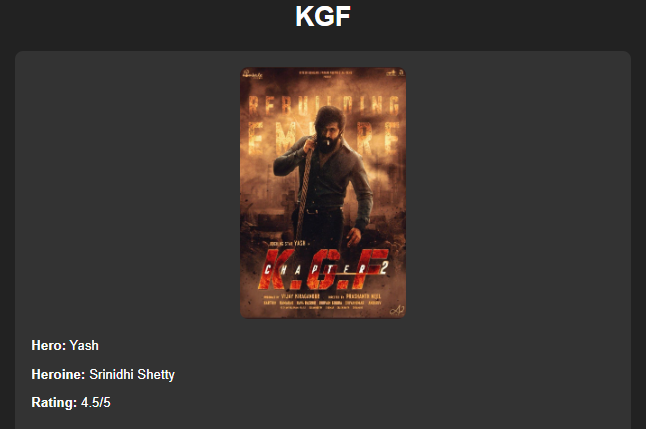 KGF
REBUILDING
EMPIRE
YASH
K.G.F
CHAPTER 2
VIJAY KIRAGANDUR
PRASHANTH NEEL
Hero: Yash
Heroine: Srinidhi Shetty
Rating: 4.5/5